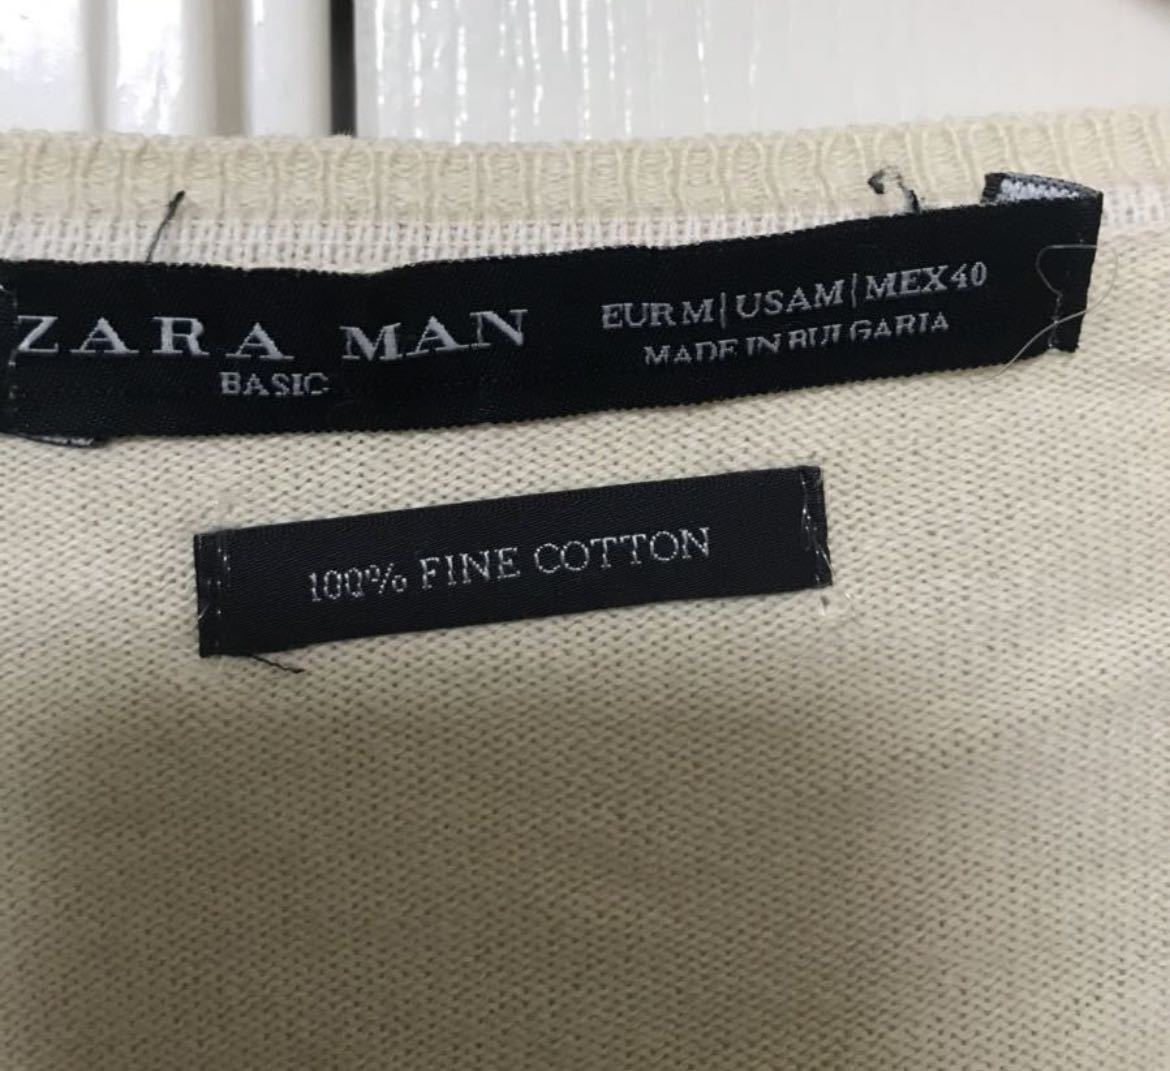 ZARA MAN
BASIC
EUR M | USA M | MEX 40
MADE IN BULGARIA
100% FINE COTTON